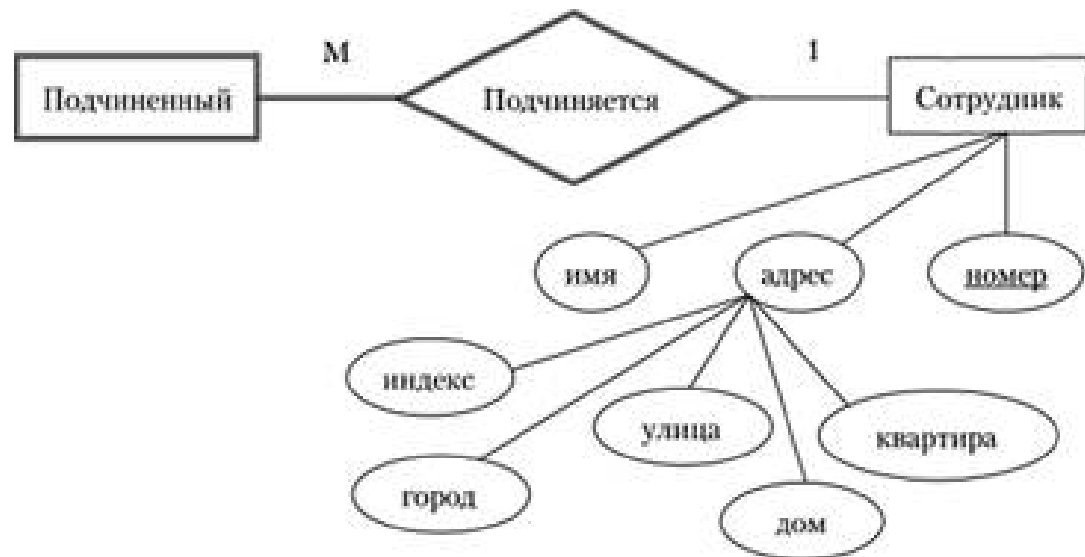 М
1
Подчиненный
Подчиняется
Сотрудник
имя
адрес
номер
индекс
улица
квартира
город
дом